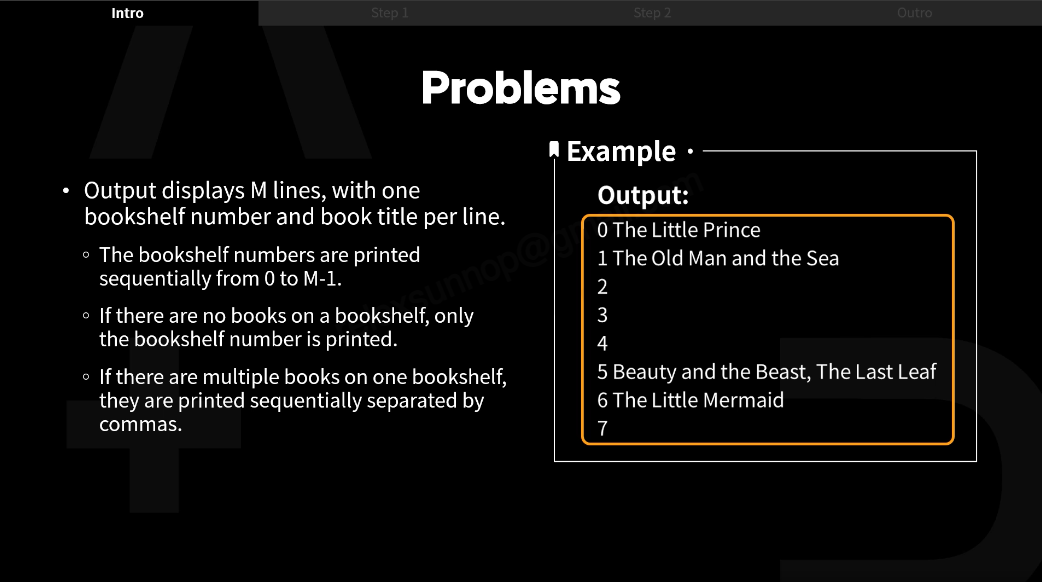 Intro
Step 1
Step 2
Outro
Problems
• Output displays M lines, with one
bookshelf number and book title per line.
○ The bookshelf numbers are printed
sequentially from 0 to M-1.
○ If there are no books on a bookshelf, only
the bookshelf number is printed.
○ If there are multiple books on one bookshelf,
they are printed sequentially separated by
commas.
Example
Output:
0 The Little Prince
1 The Old Man and the Sea
2
3
4
5 Beauty and the Beast, The Last Leaf
6 The Little Mermaid
7